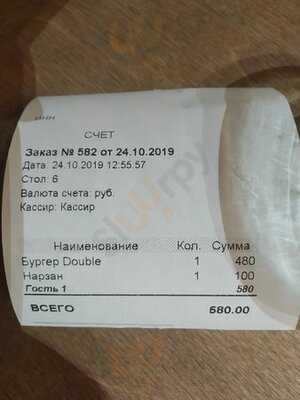 ИНН
СЧЕТ
Заказ № 582 от 24.10.2019
Дата: 24.10.2019 12:55:57
Стол: 6
Валюта счета: руб.
Кассир: Кассир
Наименование Кол. Сумма
Бургер Double 1 480
Нарзан 1 100
Гость 1 580
ВСЕГО 580.00